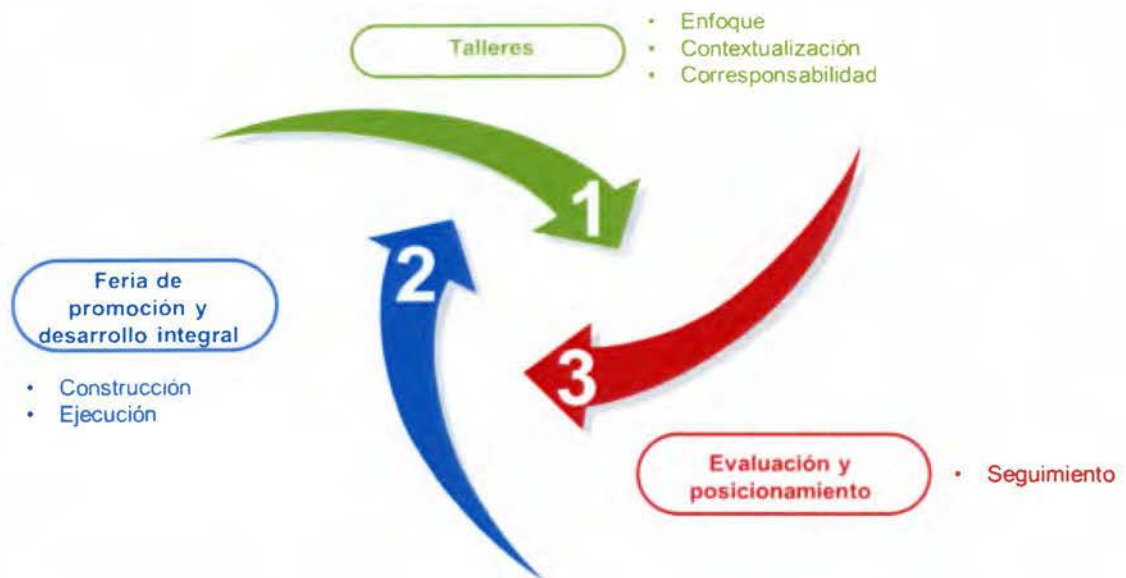 Talleres
• Enfoque
• Contextualización
• Corresponsabilidad
1
2
Feria de
promoción y
desarrollo integral
• Construcción
• Ejecución
3
Evaluación y
posicionamiento
• Seguimiento